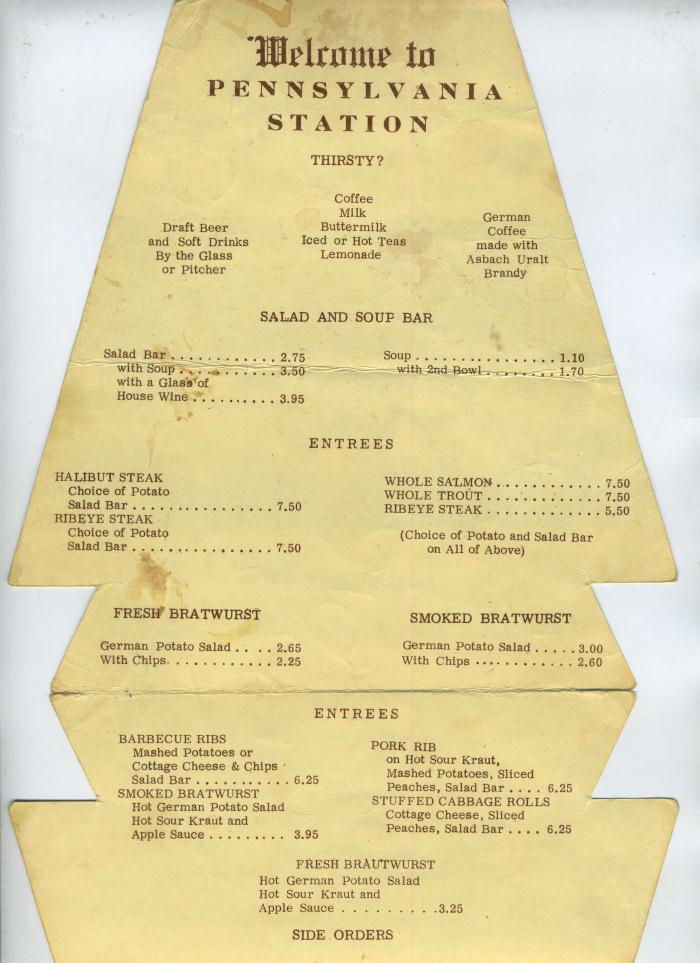 Welcome to
PENNSYLVANIA
STATION
THIRSTY?
Draft Beer
and Soft Drinks
By the Glass
or Pitcher
Coffee
Milk
Buttermilk
Iced or Hot Teas
Lemonade
German
Coffee
made with
Asbach Uralt
Brandy
SALAD AND SOUP BAR
Salad Bar ............ 2.75
with Soup ........... 3.50
with a Glass of
House Wine .......... 3.95
Soup .................. 1.10
with 2nd Bowl ......... 1.70
ENTREES
HALIBUT STEAK
Choice of Potato
Salad Bar ................ 7.50
RIBEYE STEAK
Choice of Potato
Salad Bar ................ 7.50
WHOLE SALMON ............ 7.50
WHOLE TROUT ............. 7.50
RIBEYE STEAK ............. 5.50
(Choice of Potato and Salad Bar
on All of Above)
FRESH BRATWURST
German Potato Salad .... 2.65
With Chips. ........... 2.25
SMOKED BRATWURST
German Potato Salad .....3.00
With Chips ............ 2.60
ENTREES
BARBECUE RIBS
Mashed Potatoes or
Cottage Cheese & Chips
Salad Bar ........... 6.25
SMOKED BRATWURST
Hot German Potato Salad
Hot Sour Kraut and
Apple Sauce ......... 3.95
PORK RIB
on Hot Sour Kraut,
Mashed Potatoes, Sliced
Peaches, Salad Bar .... 6.25
STUFFED CABBAGE ROLLS
Cottage Cheese, Sliced
Peaches, Salad Bar .... 6.25
FRESH BRAUTWURST
Hot German Potato Salad
Hot Sour Kraut and
Apple Sauce .........3.25
SIDE ORDERS